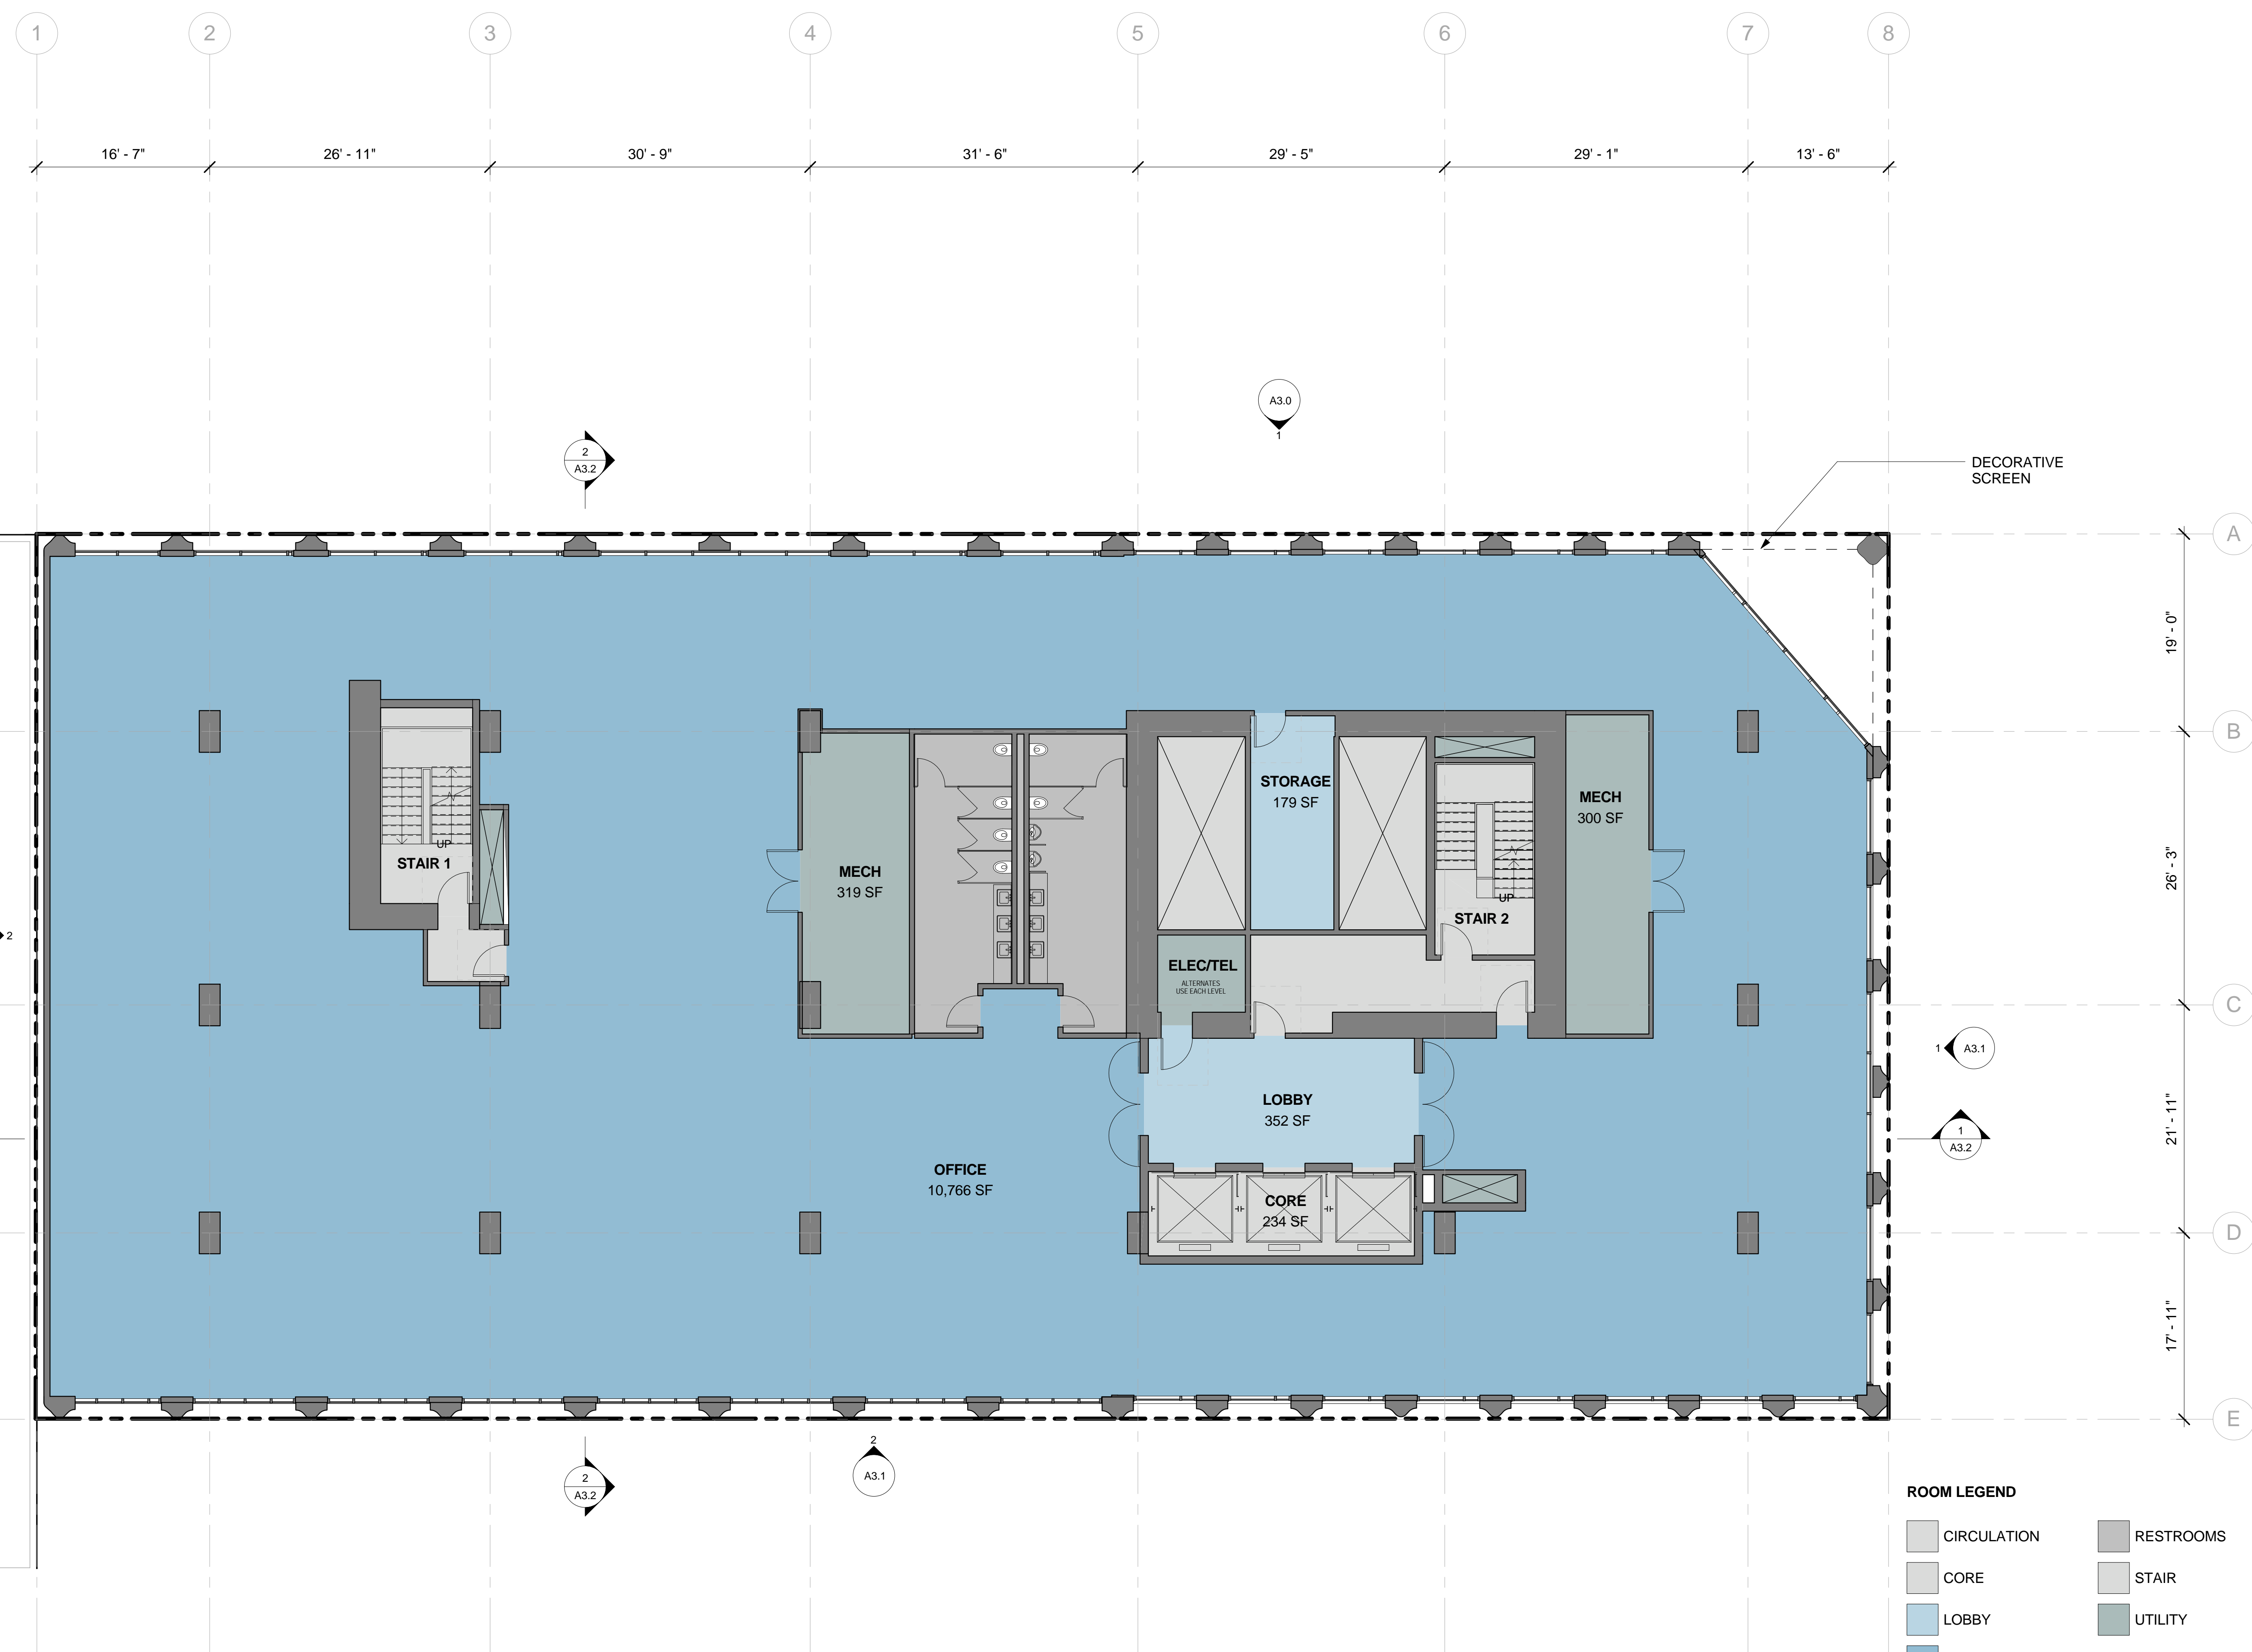 1
2
3
4
5
6
7
8
16' - 7"
26' - 11"
30' - 9"
31' - 6"
29' - 5"
29' - 1"
13' - 6"
A3.0
1
2
A3.2
DECORATIVE
SCREEN
A
19' - 0"
B
STORAGE
179 SF
MECH
300 SF
UP
STAIR 1
MECH
319 SF
26' - 3"
UP
STAIR 2
2
ELEC/TEL
ALTERNATES
USE EACH LEVEL
C
1
A3.1
LOBBY
352 SF
21' - 11"
1
A3.2
OFFICE
10,766 SF
CORE
234 SF
D
17' - 11"
E
2
A3.1
2
A3.2
ROOM LEGEND
CIRCULATION
RESTROOMS
CORE
STAIR
LOBBY
UTILITY